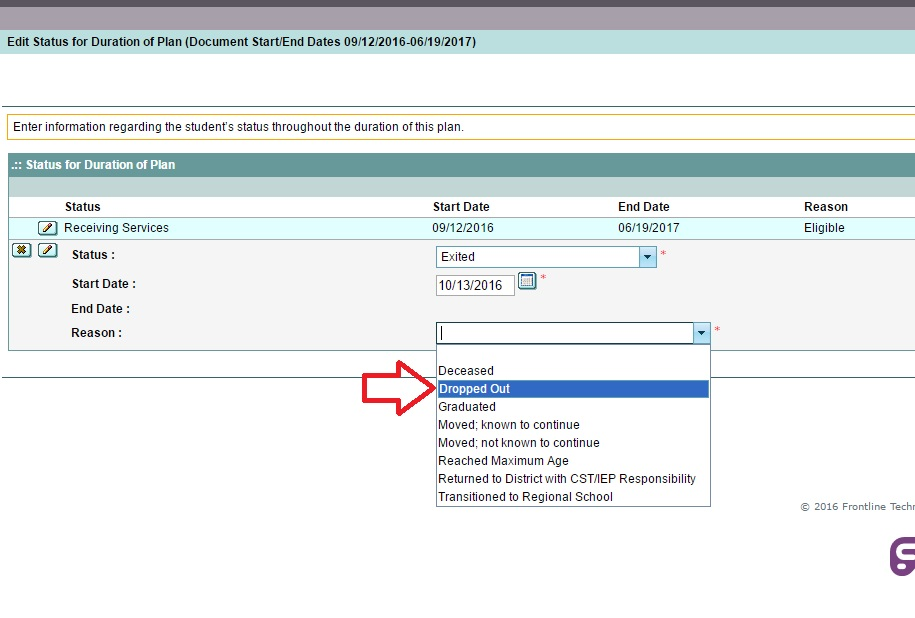 Edit Status for Duration of Plan (Document Start/End Dates 09/12/2016-06/19/2017)
Enter information regarding the student's status throughout the duration of this plan.
.:: Status for Duration of Plan
Status Start Date End Date Reason
Receiving Services 09/12/2016 06/19/2017 Eligible
Status : Exited *
Start Date : 10/13/2016 *
End Date :
Reason : *
Deceased
Dropped Out
Graduated
Moved; known to continue
Moved; not known to continue
Reached Maximum Age
Returned to District with CST/IEP Responsibility
Transitioned to Regional School
© 2016 Frontline Techn